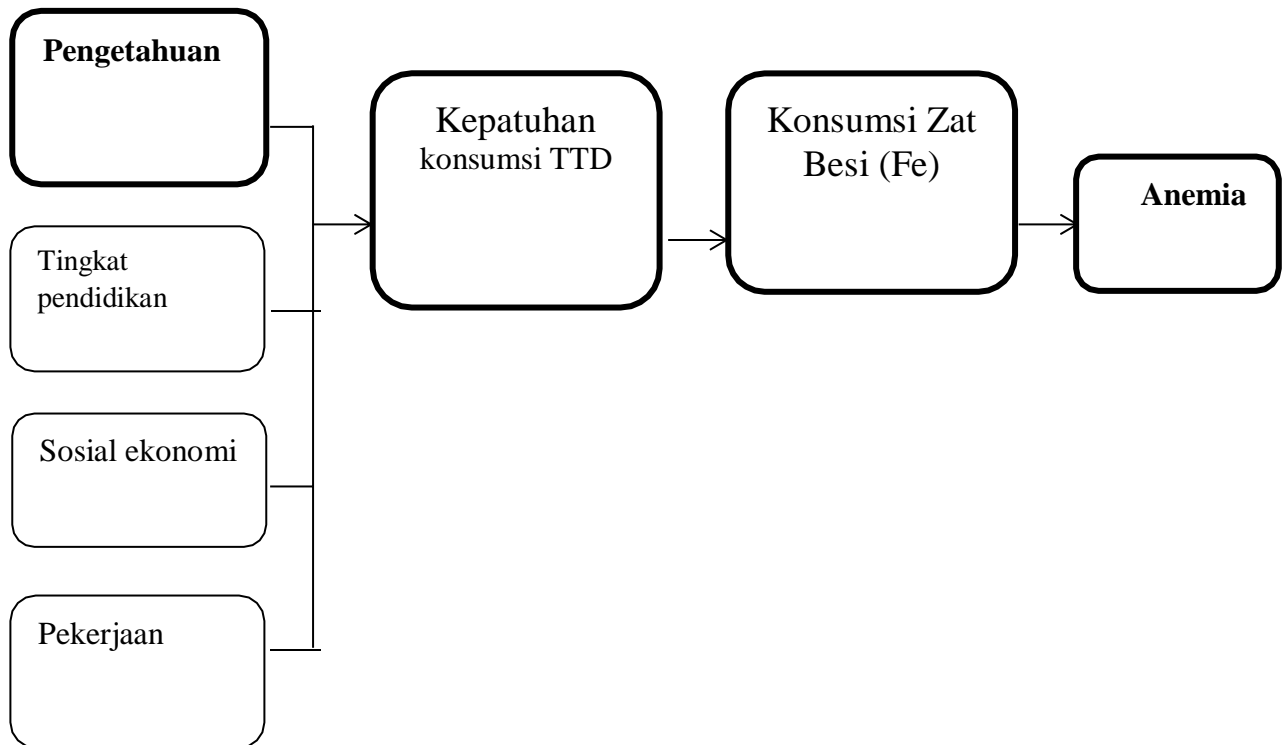 Pengetahuan
Tingkat
pendidikan
Sosial ekonomi
Pekerjaan
Kepatuhan
konsumsi TTD
Konsumsi Zat
Besi (Fe)
Anemia